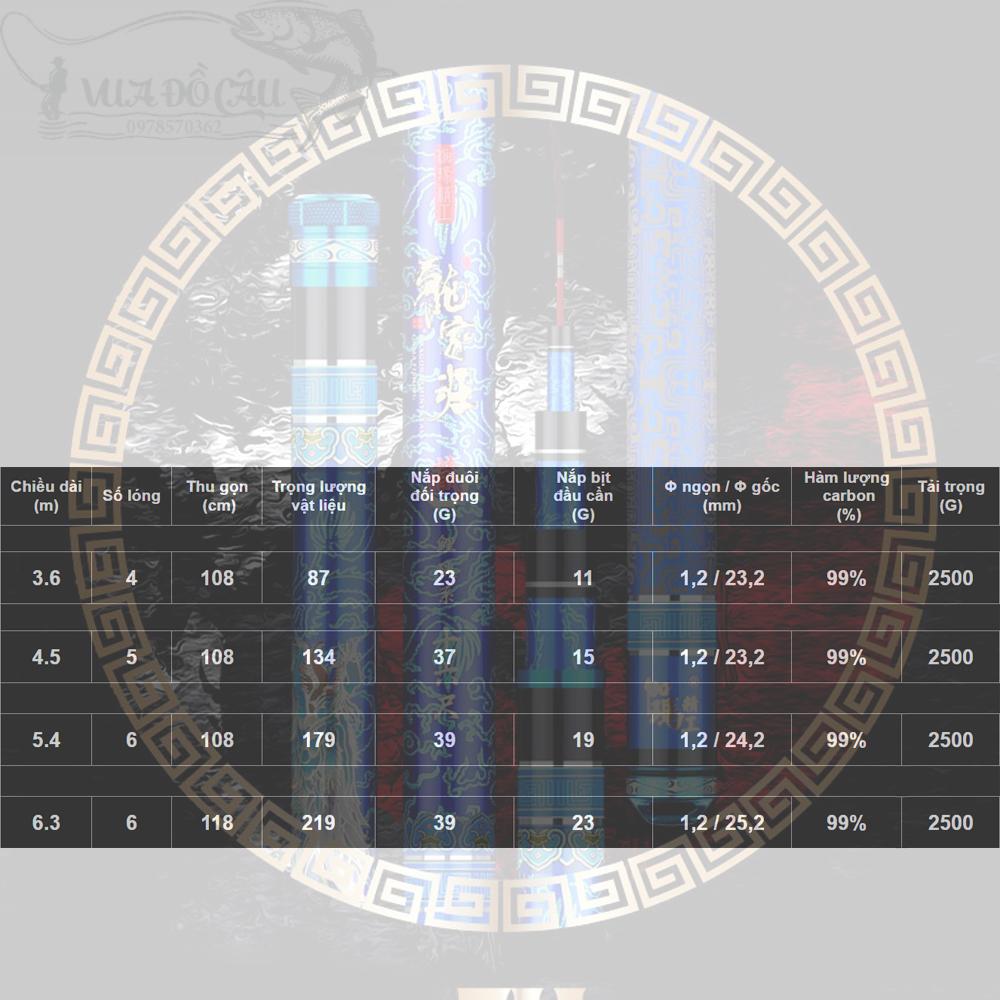 VUA ĐỒ CÂU
0978570362
龍宮
Chiều dài (m) Số lóng Thu gọn (cm) Trọng lượng vật liệu Nắp đuôi đối trọng (G) Nắp bịt đầu cần (G) Φ ngọn / Φ gốc (mm) Hàm lượng carbon (%) Tải trọng (G)
3.6 4 108 87 23 11 1,2 / 23,2 99% 2500
4.5 5 108 134 37 15 1,2 / 23,2 99% 2500
5.4 6 108 179 39 19 1,2 / 24,2 99% 2500
6.3 6 118 219 39 23 1,2 / 25,2 99% 2500